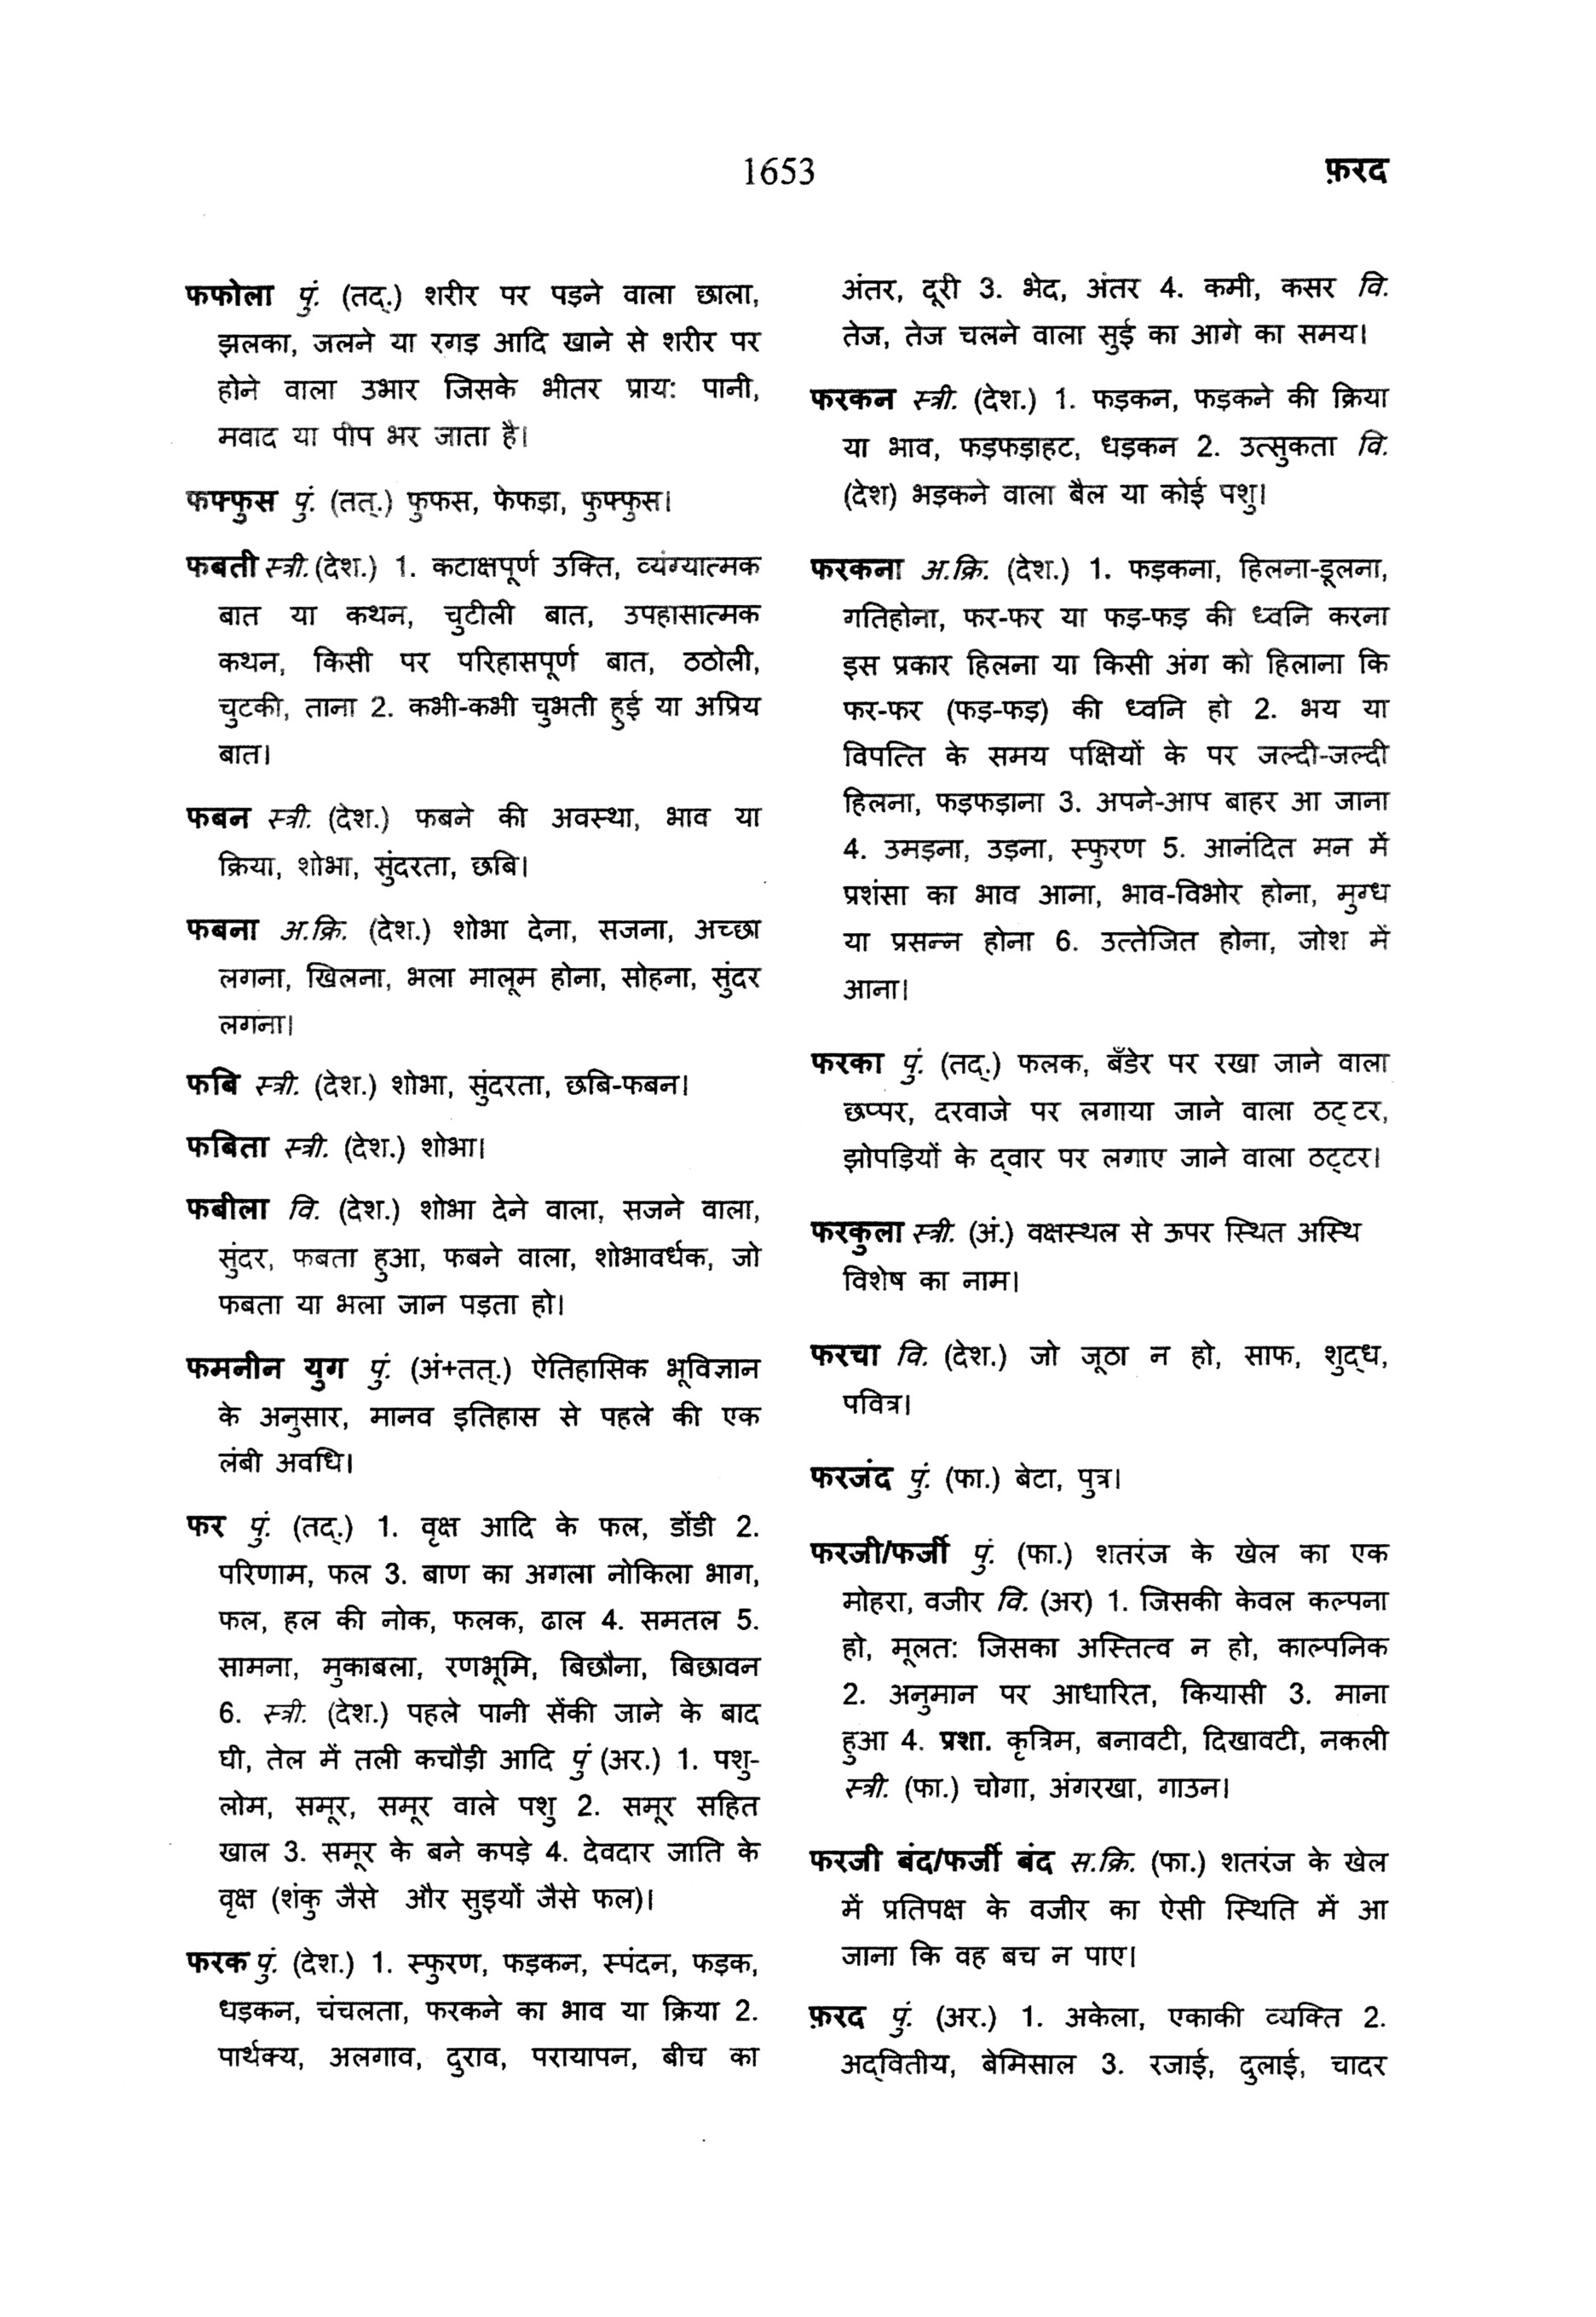 1653
फ़रद
फफोला पुं. (तद्.) शरीर पर पड़ने वाला छाला,
झलका, जलने या रगड़ आदि खाने से शरीर पर
होने वाला उभार जिसके भीतर प्राय: पानी,
मवाद या पीप भर जाता है।
फफ्फुस पुं. (तत्.) फुफस, फेफड़ा, फुफ्फुस।
फबती स्त्री. (देश.) 1. कटाक्षपूर्ण उक्ति, व्यंग्यात्मक
बात या कथन, चुटीली बात, उपहासात्मक
कथन, किसी पर परिहासपूर्ण बात, ठठोली,
चुटकी, ताना 2. कभी-कभी चुभती हुई या अप्रिय
बात।
फबन स्त्री. (देश.) फबने की अवस्था, भाव या
क्रिया, शोभा, सुंदरता, छबि।
फबना अ.क्रि. (देश.) शोभा देना, सजना, अच्छा
लगना, खिलना, भला मालूम होना, सोहना, सुंदर
लगना।
फबि स्त्री. (देश.) शोभा, सुंदरता, छबि-फबन।
फबिता स्त्री. (देश.) शोभा।
फबीला वि. (देश.) शोभा देने वाला, सजने वाला,
सुंदर, फबता हुआ, फबने वाला, शोभावर्धक, जो
फबता या भला जान पड़ता हो।
फमनीन युग पुं. (अं+तत्.) ऐतिहासिक भूविज्ञान
के अनुसार, मानव इतिहास से पहले की एक
लंबी अवधि।
फर पुं. (तद्.) 1. वृक्ष आदि के फल, डोंडी 2.
परिणाम, फल 3. बाण का अगला नोकिला भाग,
फल, हल की नोक, फलक, ढाल 4. समतल 5.
सामना, मुकाबला, रणभूमि, बिछौना, बिछावन
6. स्त्री. (देश.) पहले पानी सेंकी जाने के बाद
घी, तेल में तली कचौड़ी आदि पुं (अर.) 1. पशु-
लोम, समूर, समूर वाले पशु 2. समूर सहित
खाल 3. समूर के बने कपड़े 4. देवदार जाति के
वृक्ष (शंकु जैसे और सुइयों जैसे फल)।
फरक पुं. (देश.) 1. स्फुरण, फड़कन, स्पंदन, फड़क,
धड़कन, चंचलता, फरकने का भाव या क्रिया 2.
पार्थक्य, अलगाव, दुराव, परायापन, बीच का
अंतर, दूरी 3. भेद, अंतर 4. कमी, कसर वि.
तेज, तेज चलने वाला सुई का आगे का समय।
फरकन स्त्री. (देश.) 1. फड़कन, फड़कने की क्रिया
या भाव, फड़फड़ाहट, धड़कन 2. उत्सुकता वि.
(देश) भड़कने वाला बैल या कोई पशु।
फरकना अ.क्रि. (देश.) 1. फड़कना, हिलना-डूलना,
गतिहोना, फर-फर या फड़-फड़ की ध्वनि करना
इस प्रकार हिलना या किसी अंग को हिलाना कि
फर-फर (फड़-फड़) की ध्वनि हो 2. भय या
विपत्ति के समय पक्षियों के पर जल्दी-जल्दी
हिलना, फड़फड़ाना 3. अपने-आप बाहर आ जाना
4. उमड़ना, उड़ना, स्फुरण 5. आनंदित मन में
प्रशंसा का भाव आना, भाव-विभोर होना, मुग्ध
या प्रसन्न होना 6. उत्तेजित होना, जोश में
आना।
फरका पुं. (तद्.) फलक, बँडेर पर रखा जाने वाला
छप्पर, दरवाजे पर लगाया जाने वाला ठट्टर,
झोपड़ियों के द्वार पर लगाए जाने वाला ठट्टर।
फरकुला स्त्री. (अं.) वक्षस्थल से ऊपर स्थित अस्थि
विशेष का नाम।
फरचा वि. (देश.) जो जूठा न हो, साफ, शुद्ध,
पवित्र।
फरजंद पुं. (फा.) बेटा, पुत्र।
फरजी/फर्जी पुं. (फा.) शतरंज के खेल का एक
मोहरा, वजीर वि. (अर) 1. जिसकी केवल कल्पना
हो, मूलत: जिसका अस्तित्व न हो, काल्पनिक
2. अनुमान पर आधारित, कियासी 3. माना
हुआ 4. प्रशा. कृत्रिम, बनावटी, दिखावटी, नकली
स्त्री. (फा.) चोगा, अंगरखा, गाउन।
फरजी बंद/फर्जी बंद स.क्रि. (फा.) शतरंज के खेल
में प्रतिपक्ष के वजीर का ऐसी स्थिति में आ
जाना कि वह बच न पाए।
फ़रद पुं. (अर.) 1. अकेला, एकाकी व्यक्ति 2.
अद्वितीय, बेमिसाल 3. रजाई, दुलाई, चादर